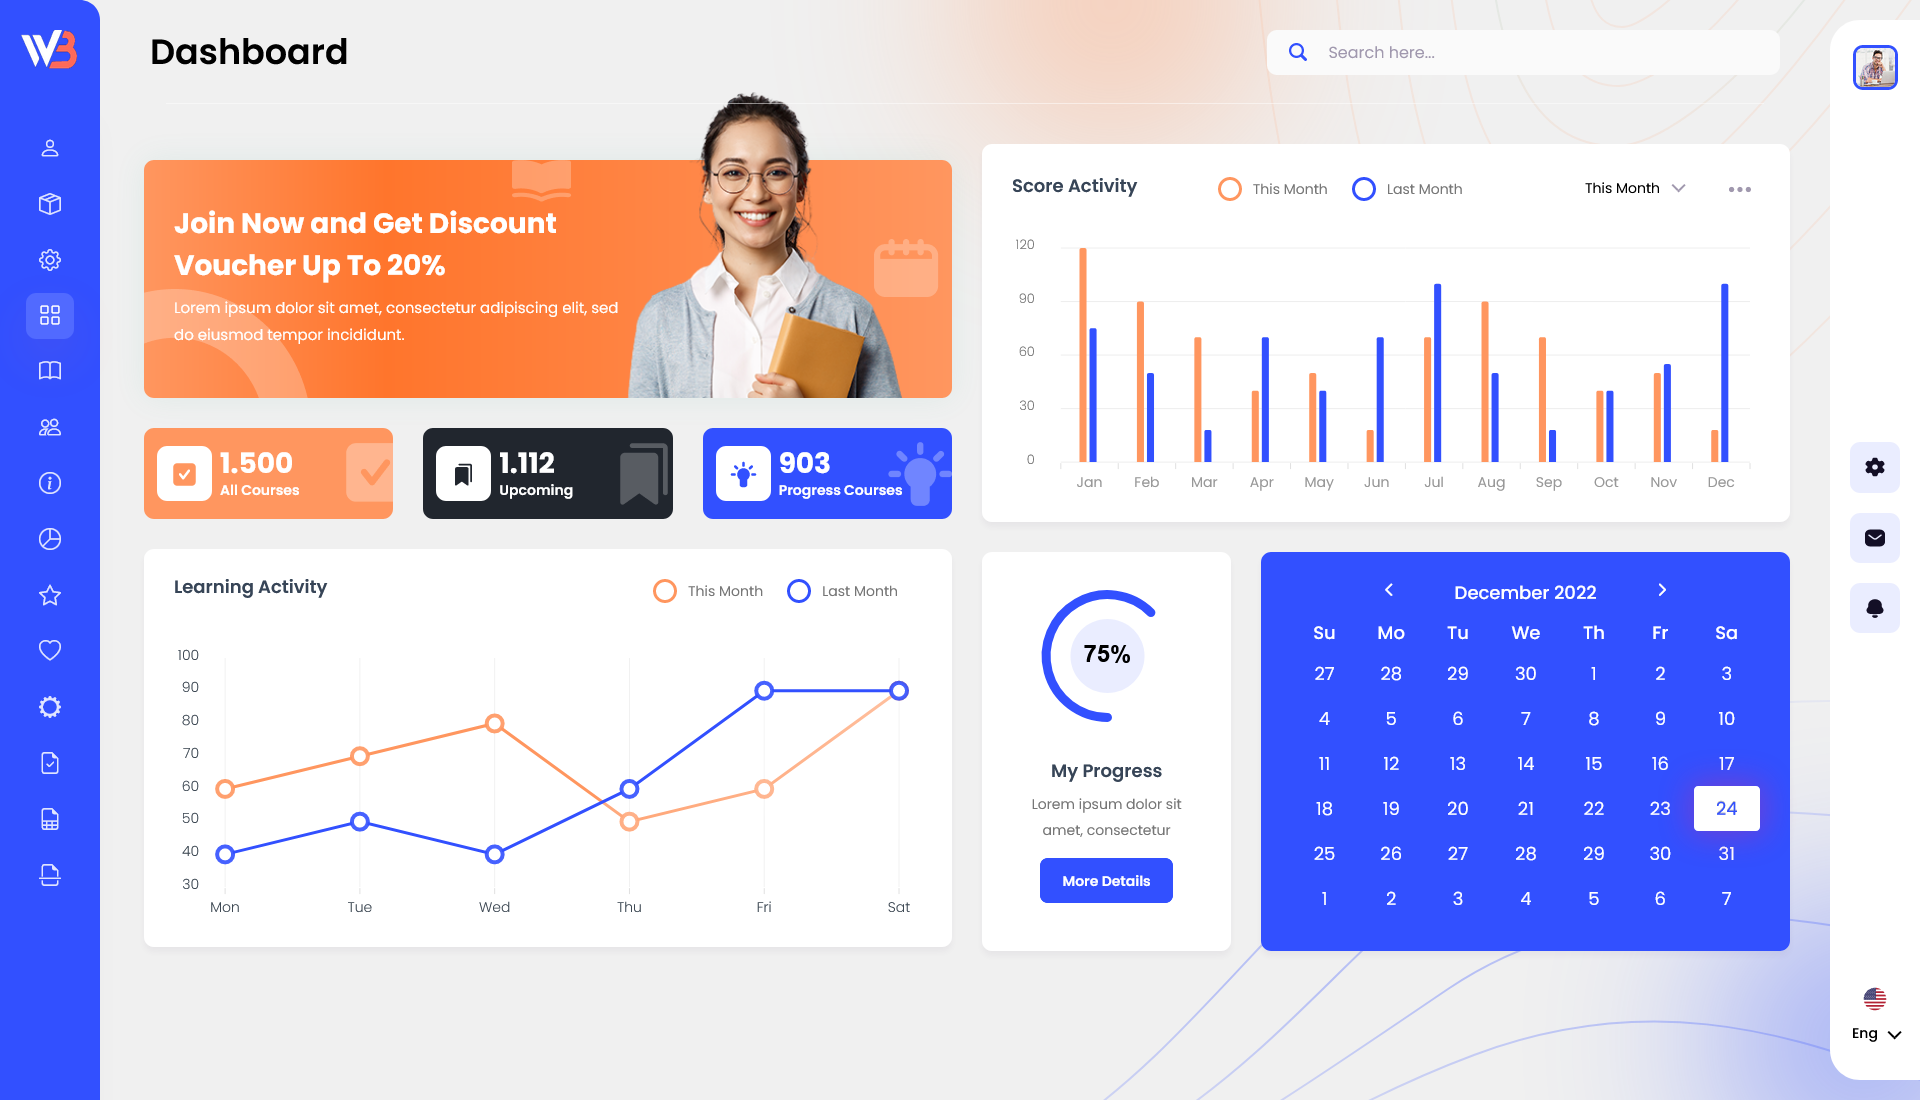 WB
Dashboard
Search here...
Join Now and Get Discount
Voucher Up To 20%
Lorem ipsum dolor sit amet, consectetur adipiscing elit, sed
do eiusmod tempor incididunt.
1.500
All Courses
1.112
Upcoming
903
Progress Courses
Score Activity
This Month
Last Month
This Month
120
90
60
30
0
Jan Feb Mar Apr May Jun Jul Aug Sep Oct Nov Dec
Learning Activity
This Month
Last Month
100
90
80
70
60
50
40
30
Mon Tue Wed Thu Fri Sat
75%
My Progress
Lorem ipsum dolor sit
amet, consectetur
More Details
December 2022
Su Mo Tu We Th Fr Sa
27 28 29 30 1 2 3
4 5 6 7 8 9 10
11 12 13 14 15 16 17
18 19 20 21 22 23 24
25 26 27 28 29 30 31
1 2 3 4 5 6 7
Eng